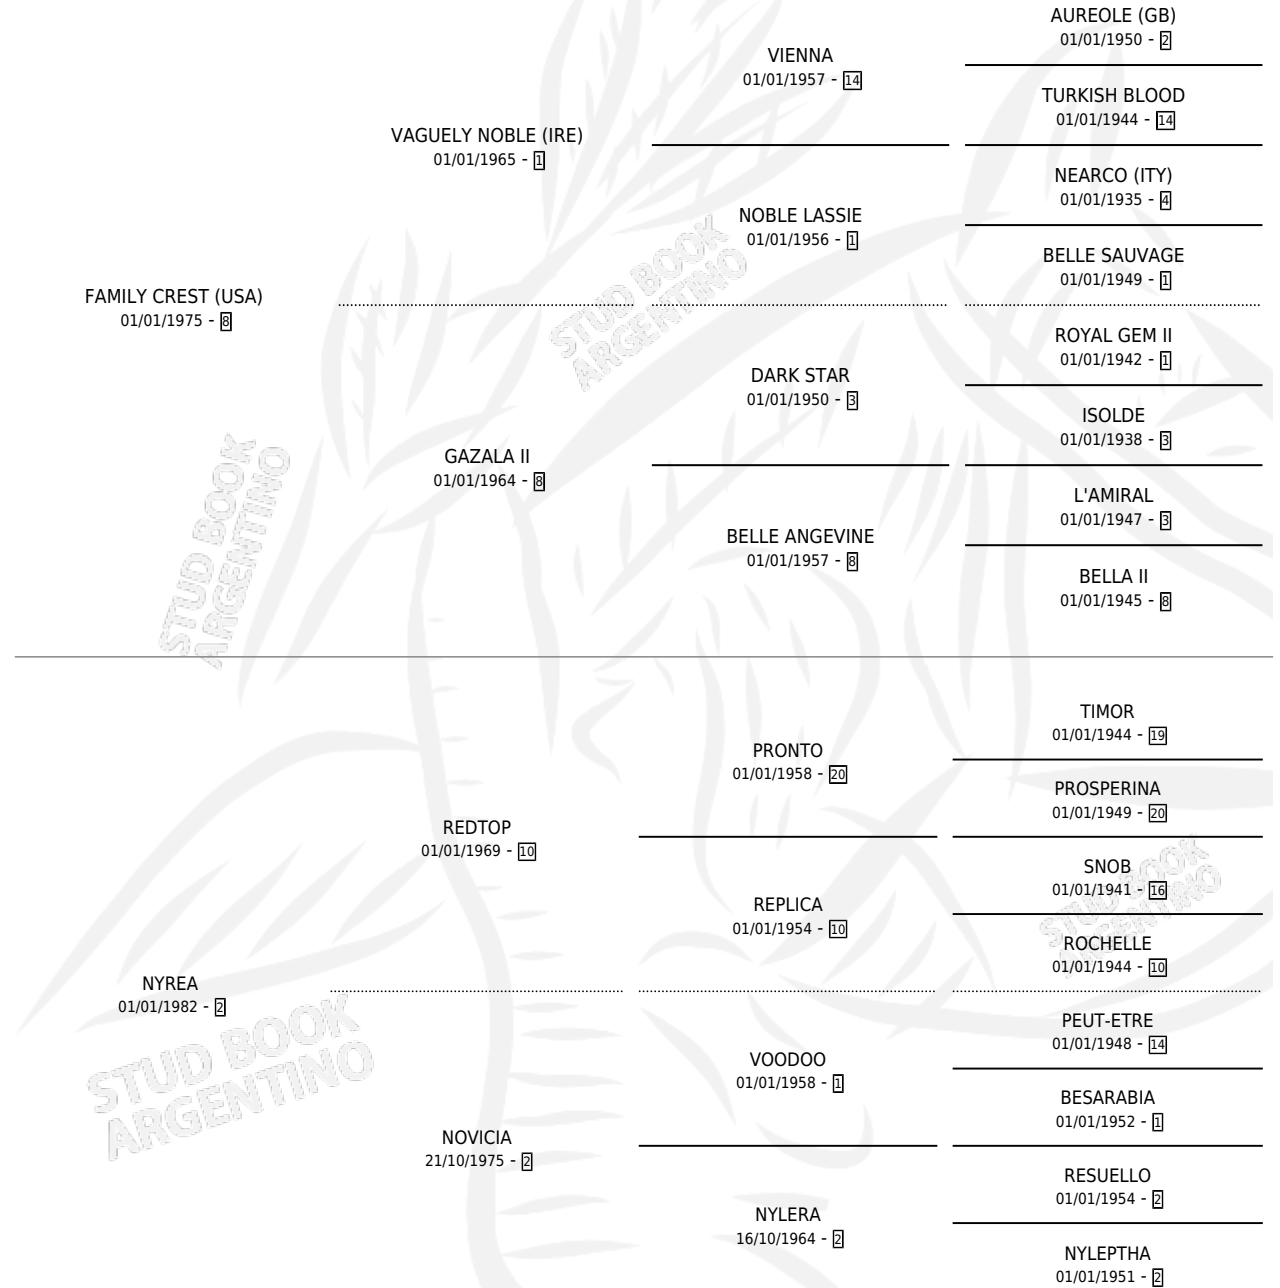 FAMILY CREST (USA)
01/01/1975 - 8
VAGUELY NOBLE (IRE)
01/01/1965 - 1
VIENNA
01/01/1957 - 14
AUREOLE (GB)
01/01/1950 - 2
TURKISH BLOOD
01/01/1944 - 14
NOBLE LASSIE
01/01/1956 - 1
NEARCO (ITY)
01/01/1935 - 4
BELLE SAUVAGE
01/01/1949 - 1
GAZALA II
01/01/1964 - 8
DARK STAR
01/01/1950 - 3
ROYAL GEM II
01/01/1942 - 1
ISOLDE
01/01/1938 - 3
BELLE ANGEVINE
01/01/1957 - 8
L'AMIRAL
01/01/1947 - 3
BELLA II
01/01/1945 - 8
NYREA
01/01/1982 - 2
REDTOP
01/01/1969 - 10
PRONTO
01/01/1958 - 20
TIMOR
01/01/1944 - 19
PROSPERINA
01/01/1949 - 20
REPLICA
01/01/1954 - 10
SNOB
01/01/1941 - 16
ROCHELLE
01/01/1944 - 10
NOVICIA
21/10/1975 - 2
VOODOO
01/01/1958 - 1
PEUT-ETRE
01/01/1948 - 14
BESARABIA
01/01/1952 - 1
NYLERA
16/10/1964 - 2
RESUELLO
01/01/1954 - 2
NYLEPTHA
01/01/1951 - 2
STUD BOOK
ARGENTINO
STUD BOOK
ARGENTINO
STUD BOOK
ARGENTINO
STUD BOOK
ARGENTINO